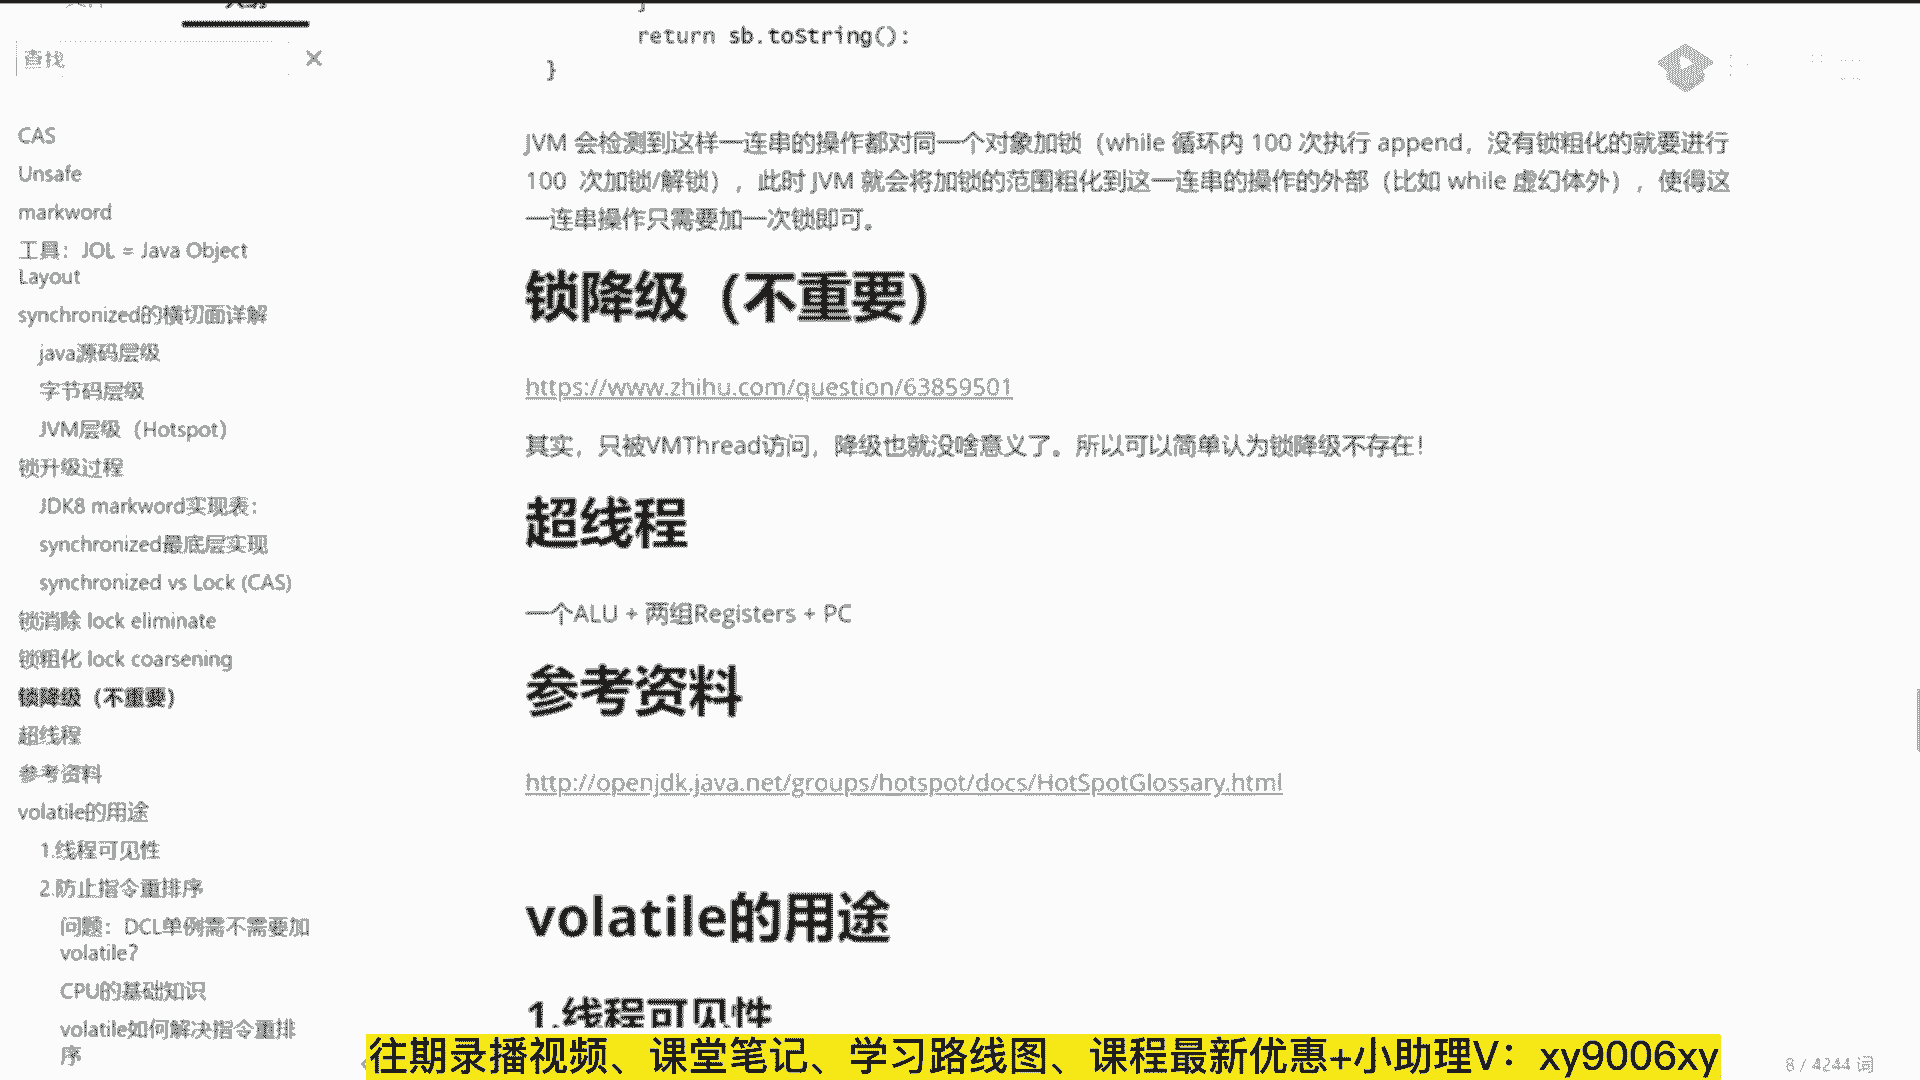 查找
CAS
Unsafe
markword
工具：JOL = Java Object
Layout
synchronized的横切面详解
java源码层级
字节码层级
JVM层级（Hotspot）
锁升级过程
JDK8 markword实现表：
synchronized最底层实现
synchronized vs Lock (CAS)
锁消除 lock eliminate
锁粗化 lock coarsening
锁降级（不重要）
超线程
参考资料
volatile的用途
1.线程可见性
2.防止指令重排序
问题：DCL单例需不需要加
volatile？
CPU的基础知识
volatile如何解决指令重排
序
return sb.toString():
}
JVM 会检测到这样一连串的操作都对同一个对象加锁（while 循环内 100 次执行 append，没有锁粗化的就要进行
100 次加锁/解锁），此时 JVM 就会将加锁的范围粗化到这一连串的操作的外部（比如 while 虚幻体外），使得这
一连串操作只需要加一次锁即可。
锁降级（不重要）
https://www.zhihu.com/question/63859501
其实，只被VMThread访问，降级也就没啥意义了。所以可以简单认为锁降级不存在！
超线程
一个ALU + 两组Registers + PC
参考资料
http://openjdk.java.net/groups/hotspot/docs/HotSpotGlossary.html
volatile的用途
1.线程可见性
往期录播视频、课堂笔记、学习路线图、课程最新优惠+小助理V：xy9006xy
8 / 4244 词